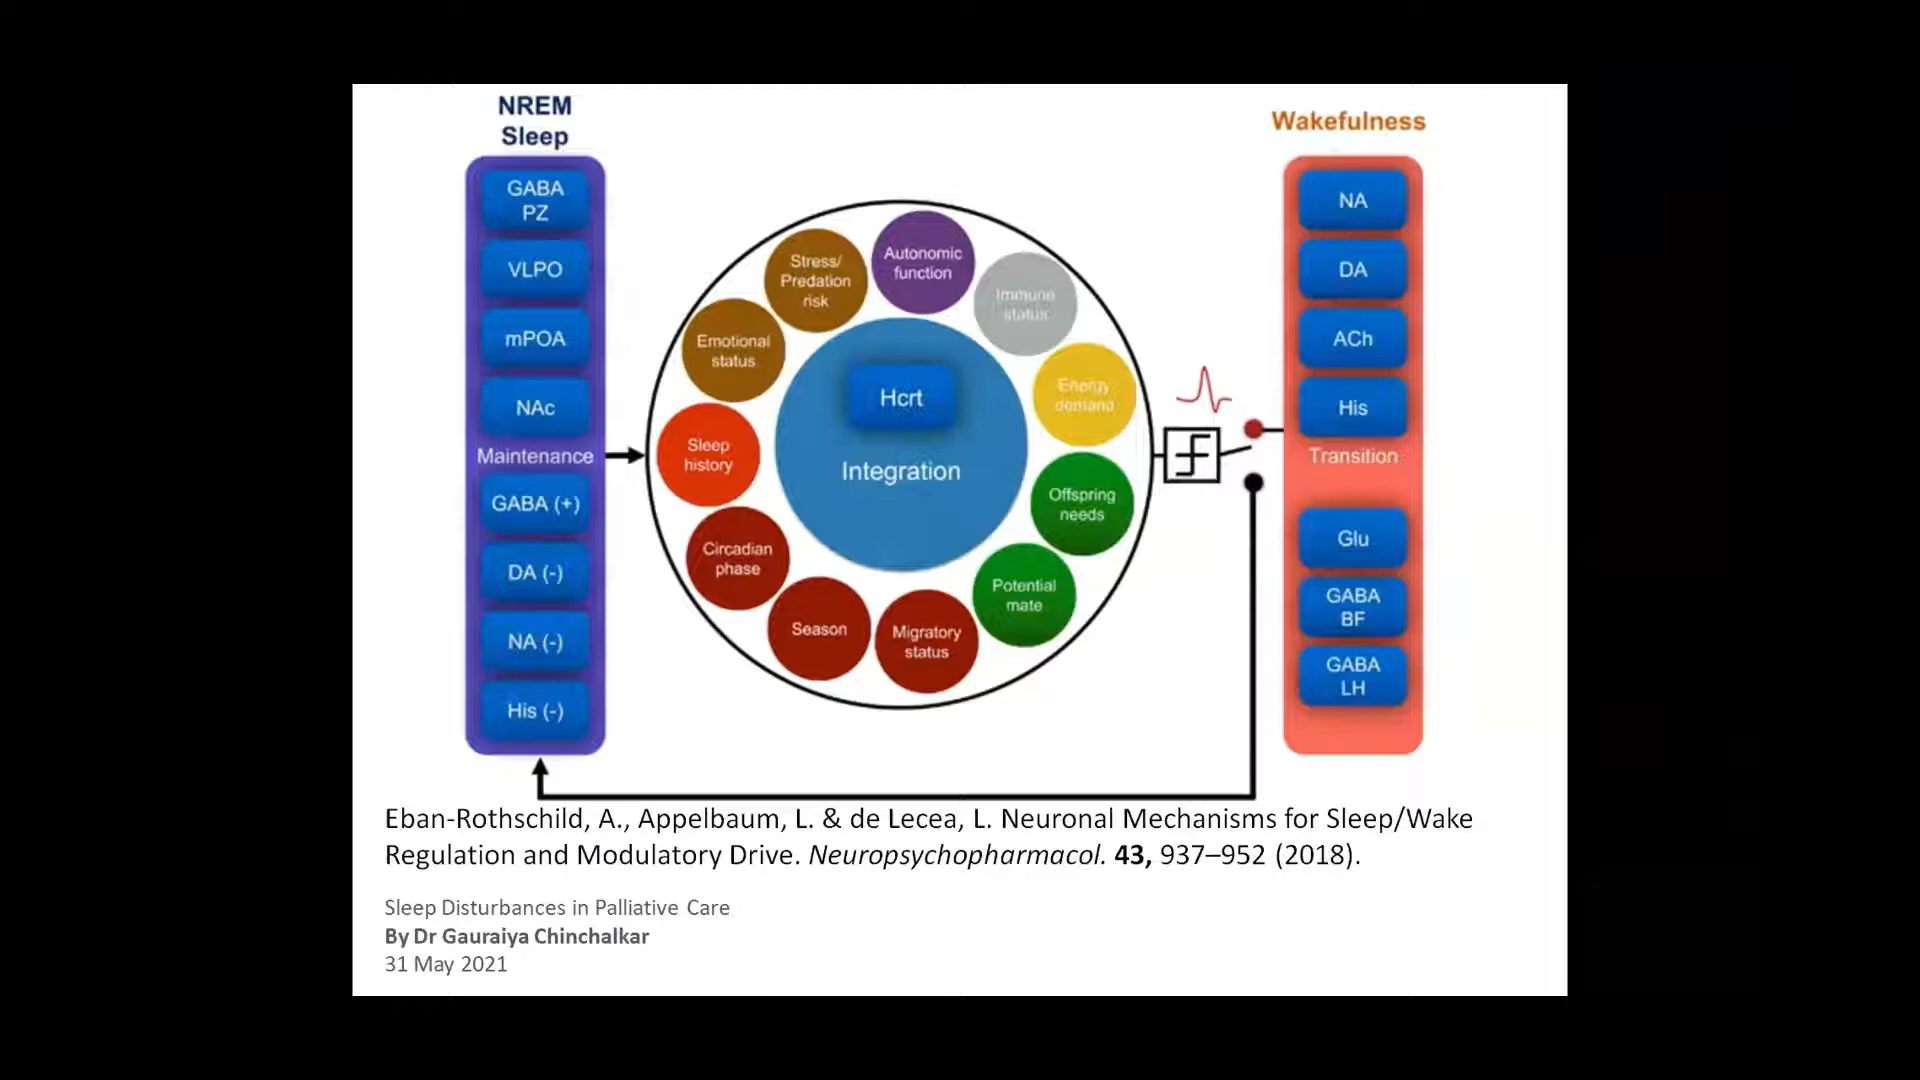 NREM
Sleep
GABA
PZ
VLPO
mPOA
NAc
Maintenance
GABA (+)
DA (-)
NA (-)
His (-)
Autonomic
function
Stress/
Predation
risk
Immune
status
Emotional
status
Energy
demand
Hcrt
Integration
Sleep
history
Offspring
needs
Circadian
phase
Potential
mate
Season
Migratory
status
Wakefulness
NA
DA
ACh
His
Transition
Glu
GABA
BF
GABA
LH
Eban-Rothschild, A., Appelbaum, L. & de Lecea, L. Neuronal Mechanisms for Sleep/Wake
Regulation and Modulatory Drive. Neuropsychopharmacol. 43, 937–952 (2018).
Sleep Disturbances in Palliative Care
By Dr Gauraiya Chinchalkar
31 May 2021